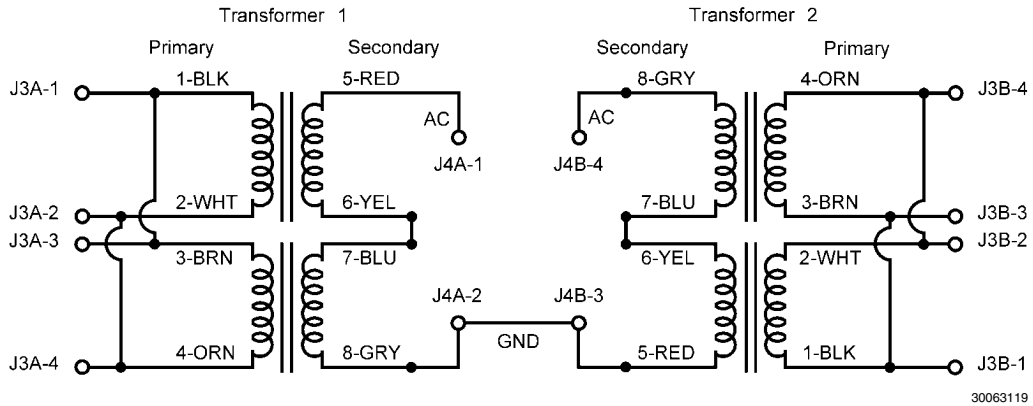 Transformer 1
Transformer 2
Primary
Secondary
Secondary
Primary
J3A-1
1-BLK
5-RED
8-GRY
4-ORN
J3B-4
AC
AC
J4A-1
J4B-4
J3A-2
2-WHT
6-YEL
7-BLU
3-BRN
J3B-3
J3A-3
3-BRN
7-BLU
6-YEL
2-WHT
J3B-2
J4A-2
J4B-3
GND
J3A-4
4-ORN
8-GRY
5-RED
1-BLK
J3B-1
30063119